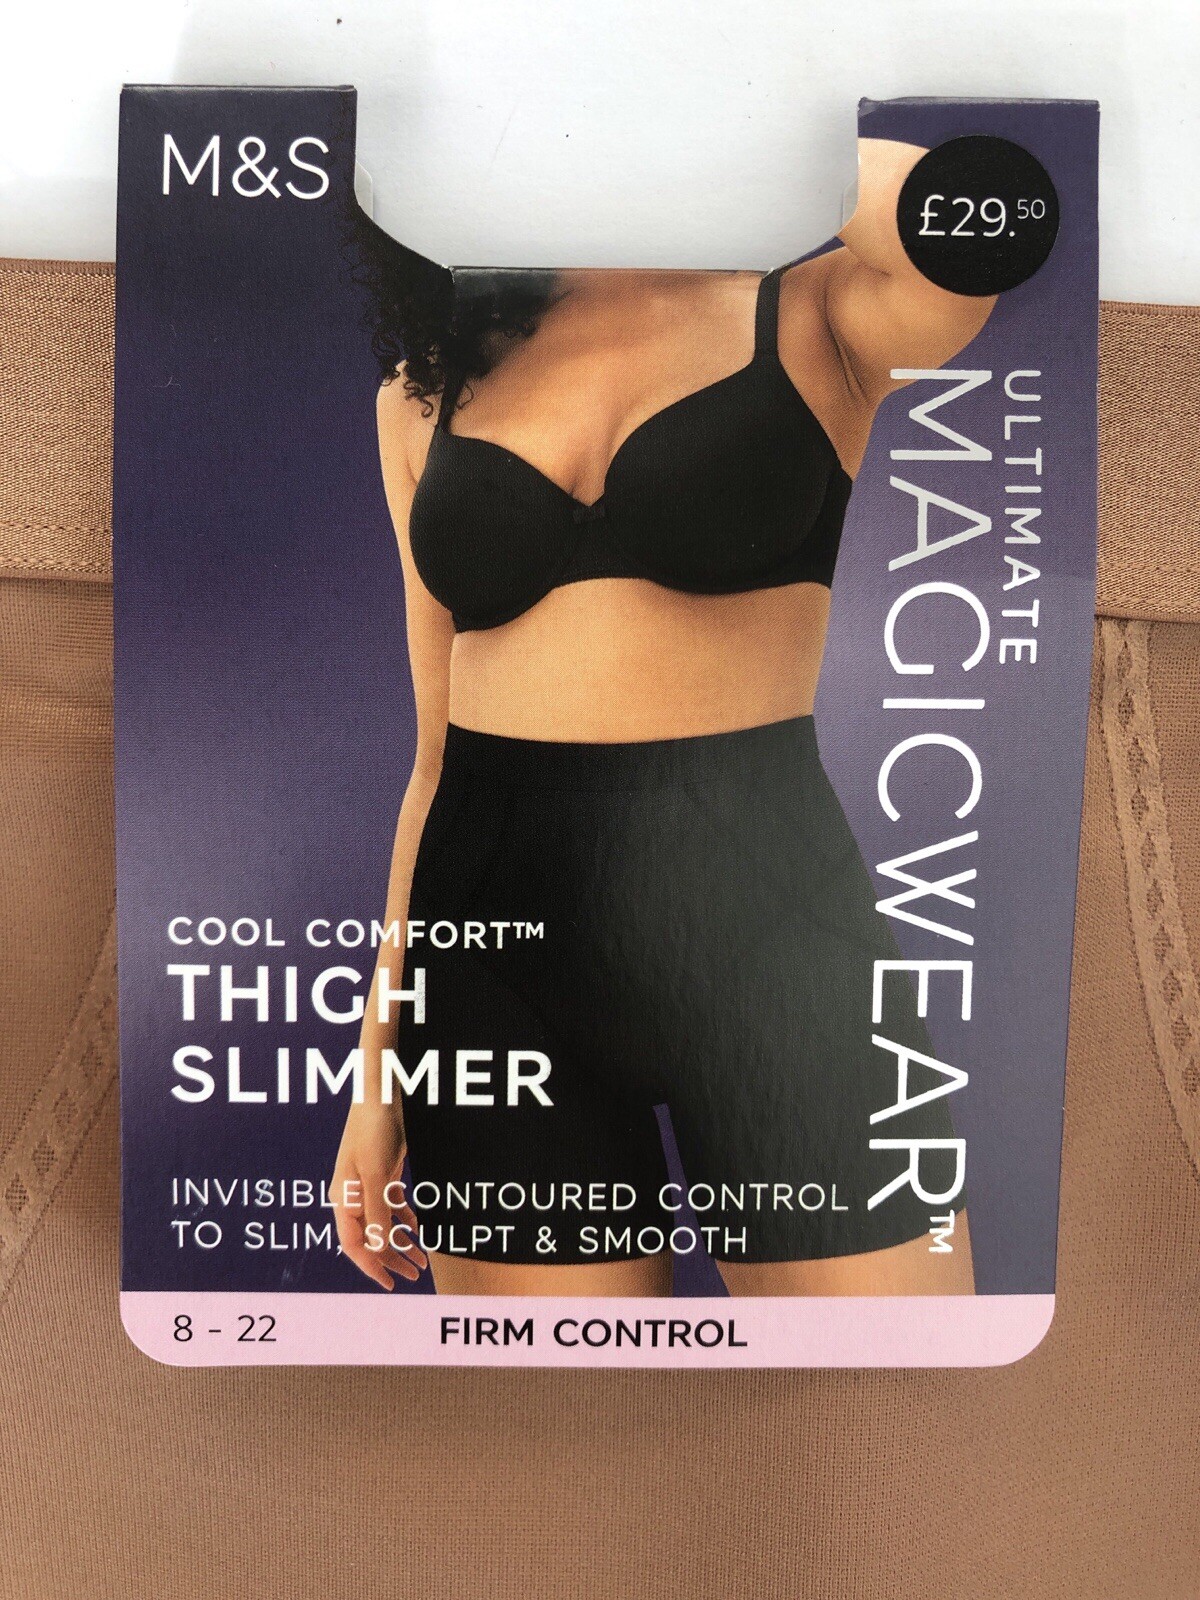 M&S
£29.50
ULTIMATE
MAGICWEAR™
COOL COMFORT™
THIGH
SLIMMER
INVISIBLE CONTOURED CONTROL
TO SLIM, SCULPT & SMOOTH
8 - 22
FIRM CONTROL